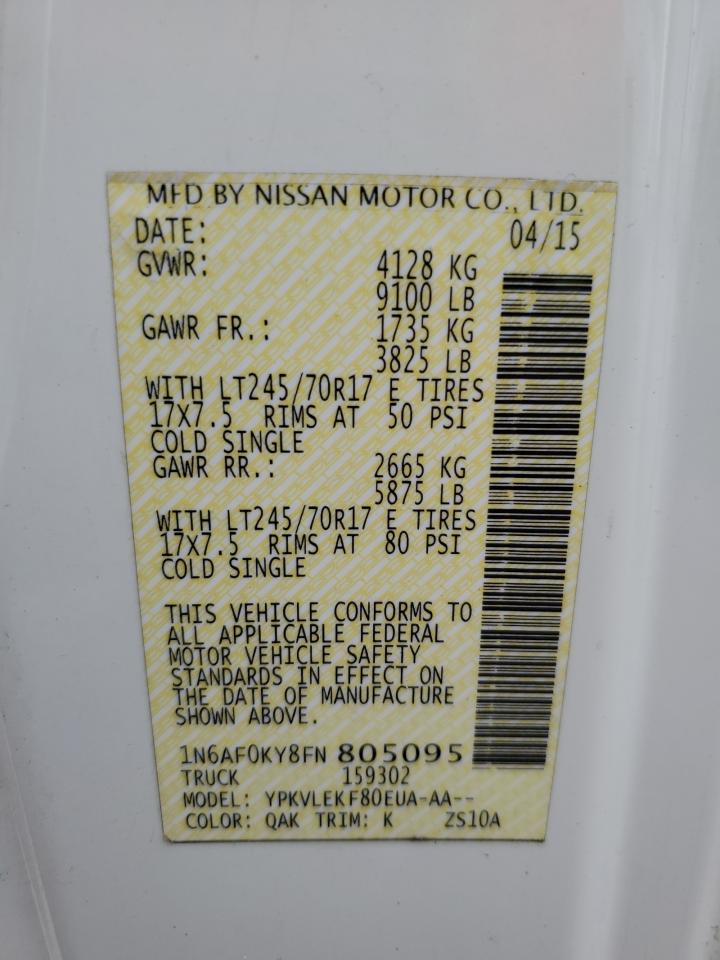 MFD BY NISSAN MOTOR CO., LTD.
DATE: 04/15
GVWR: 4128 KG
9100 LB
GAWR FR.: 1735 KG
3825 LB
WITH LT245/70R17 E TIRES
17X7.5 RIMS AT 50 PSI
COLD SINGLE
GAWR RR.: 2665 KG
5875 LB
WITH LT245/70R17 E TIRES
17X7.5 RIMS AT 80 PSI
COLD SINGLE
THIS VEHICLE CONFORMS TO
ALL APPLICABLE FEDERAL
MOTOR VEHICLE SAFETY
STANDARDS IN EFFECT ON
THE DATE OF MANUFACTURE
SHOWN ABOVE.
1N6AF0KY8FN 805095
TRUCK 159302
MODEL: YPKVLEKF80EUA-AA--
COLOR: QAK TRIM: K ZS10A